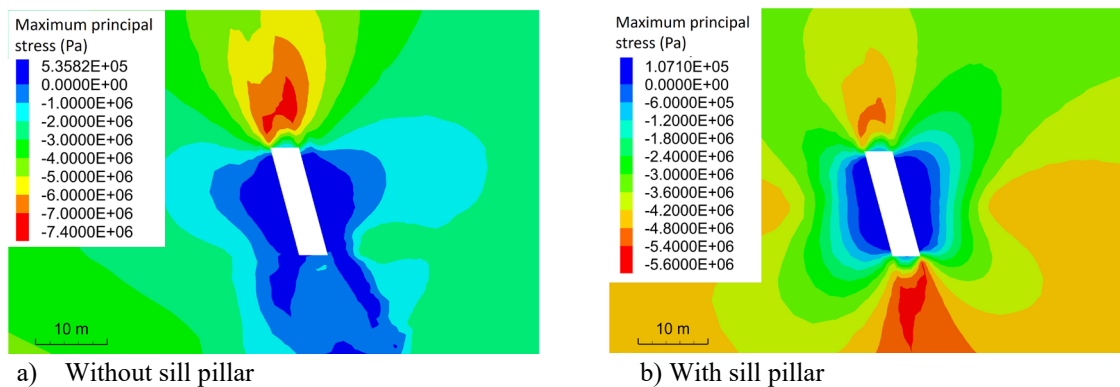 Maximum principal
stress (Pa)
5.3582E+05
0.0000E+00
-1.0000E+06
-2.0000E+06
-3.0000E+06
-4.0000E+06
-5.0000E+06
-6.0000E+06
-7.0000E+06
-7.4000E+06
10 m
a) Without sill pillar
Maximum principal
stress (Pa)
1.0710E+05
0.0000E+00
-6.0000E+05
-1.2000E+06
-1.8000E+06
-2.4000E+06
-3.0000E+06
-3.6000E+06
-4.2000E+06
-4.8000E+06
-5.4000E+06
-5.6000E+06
10 m
b) With sill pillar